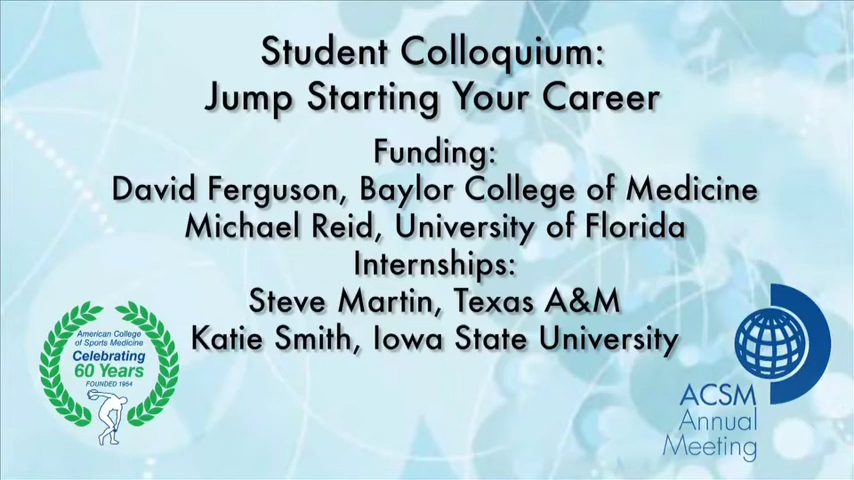 Student Colloquium:
Jump Starting Your Career
Funding:
David Ferguson, Baylor College of Medicine
Michael Reid, University of Florida
Internships:
Steve Martin, Texas A&M
Katie Smith, Iowa State University
American College
of Sports Medicine
Celebrating
60 Years
FOUNDED 1954
ACSM
Annual
Meeting